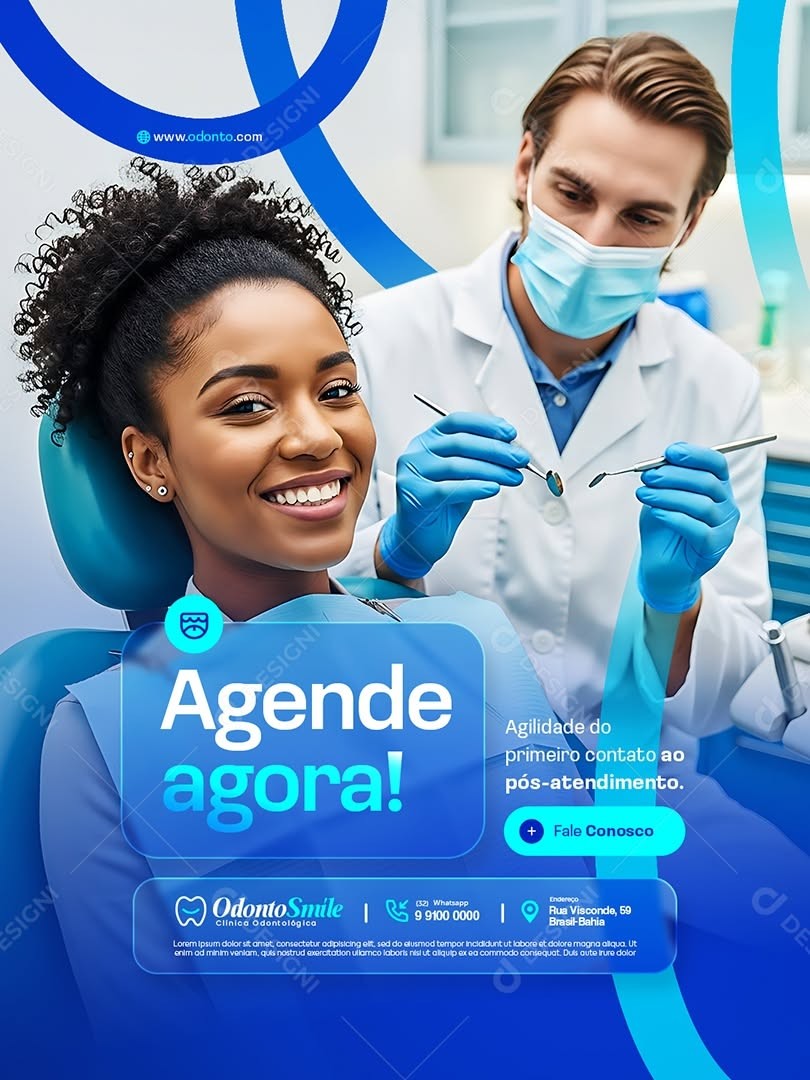 www.odonto.com
Agende
agora!
Agilidade do
primeiro contato ao
pós-atendimento.
+ Fale Conosco
OdontoSmile
Clínica Odontológica
(32) Whatsapp
9 9100 0000
Endereço
Rua Visconde, 59
Brasil-Bahia
Lorem ipsum dolor sit amet, consectetur adipisicing elit, sed do eiusmod tempor incididunt ut labore et dolore magna aliqua. Ut
enim ad minim veniam, quis nostrud exercitation ullamco laboris nisi ut aliquip ex ea commodo consequat. Duis aute irure dolor
DESIGNI